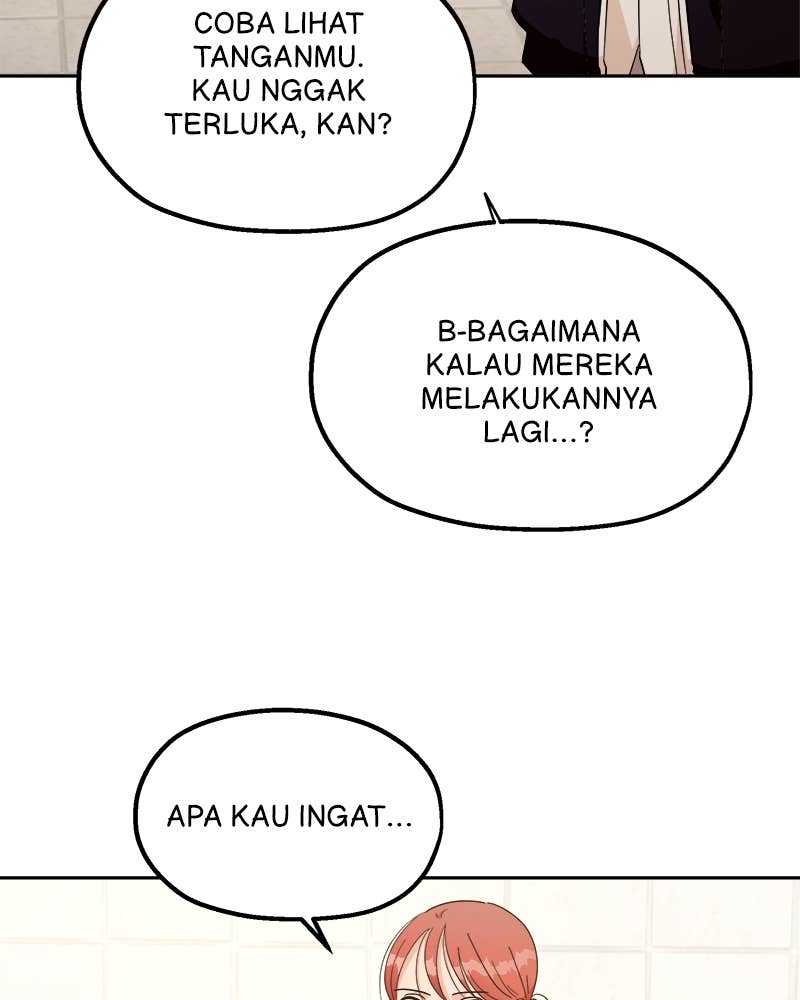 COBA LIHAT
TANGANMU.
KAU NGGAK
TERLUKA, KAN?
B-BAGAIMANA
KALAU MEREKA
MELAKUKANNYA
LAGI...?
APA KAU INGAT...